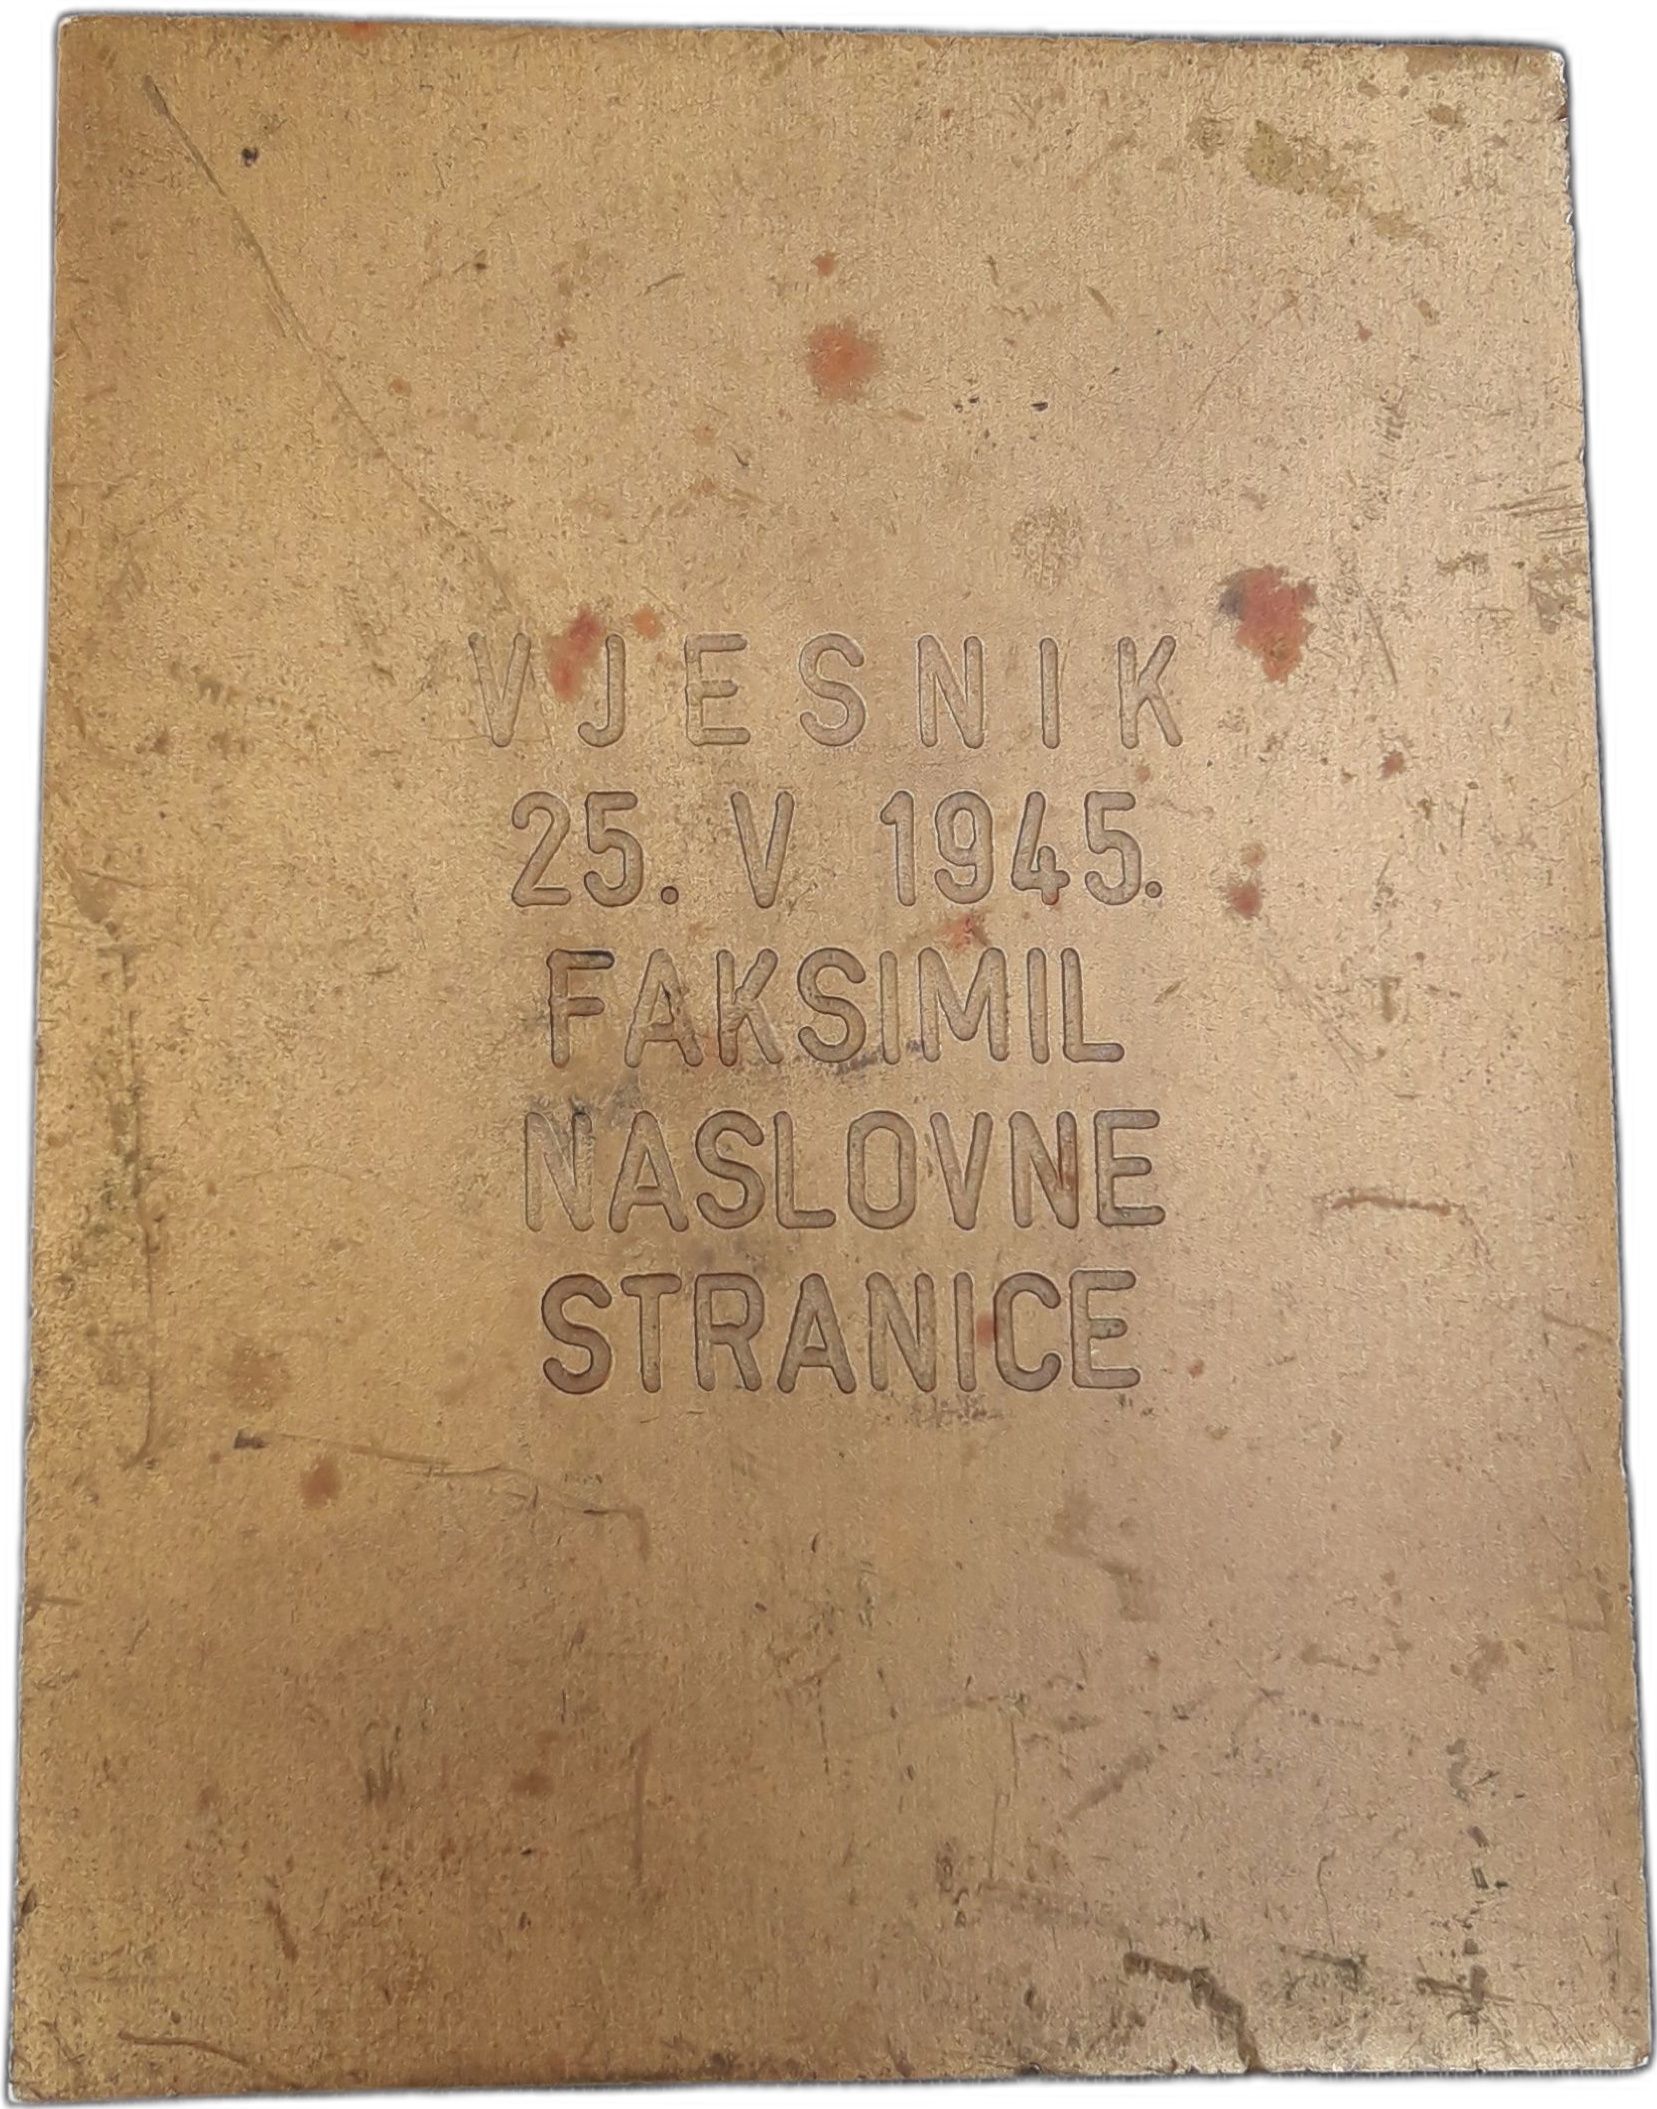 VJESNIK
25. V 1945.
FAKSIMIL
NASLOVNE
STRANICE